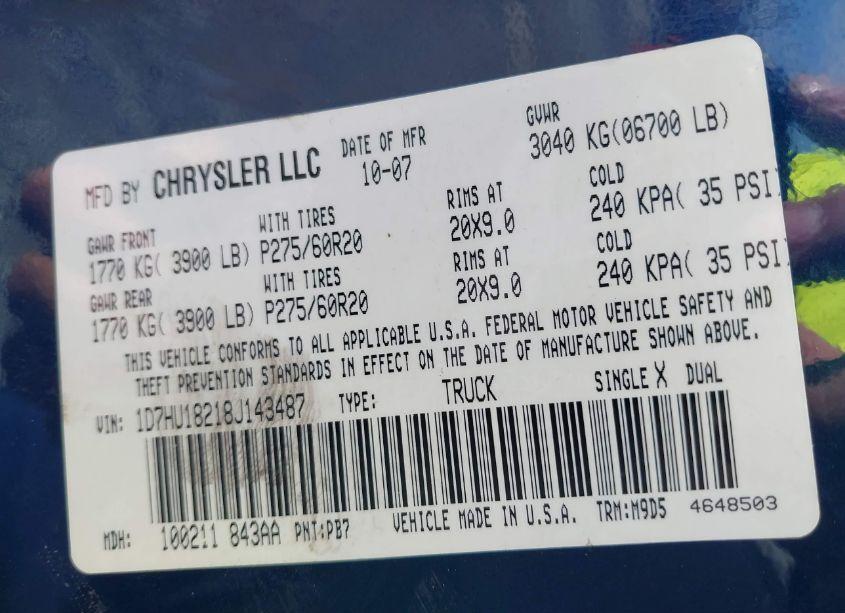 MFD BY CHRYSLER LLC DATE OF MFR GVWR
10-07 3040 KG(06700 LB)
GAWR FRONT WITH TIRES RIMS AT COLD
1770 KG( 3900 LB) P275/60R20 20X9.0 240 KPA( 35 PSI
GAWR REAR WITH TIRES RIMS AT COLD
1770 KG( 3900 LB) P275/60R20 20X9.0 240 KPA( 35 PSI
THIS VEHICLE CONFORMS TO ALL APPLICABLE U.S.A. FEDERAL MOTOR VEHICLE SAFETY AND
THEFT PREVENTION STANDARDS IN EFFECT ON THE DATE OF MANUFACTURE SHOWN ABOVE.
VIN: 1D7HU18218J143487 TYPE: TRUCK SINGLE X DUAL
MDH: 100211 843AA PNT:PB7 VEHICLE MADE IN U.S.A. TRM:M9D5 4648503